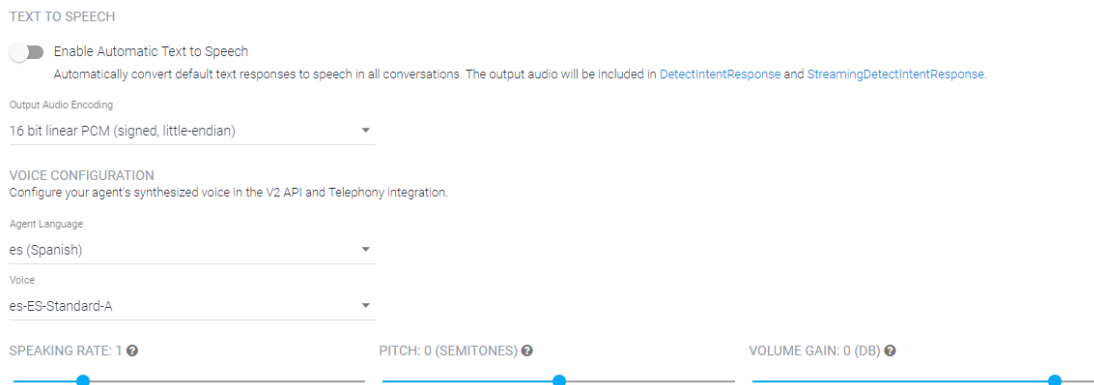 TEXT TO SPEECH
Enable Automatic Text to Speech
Automatically convert default text responses to speech in all conversations. The output audio will be included in DetectIntentResponse and StreamingDetectIntentResponse.
Output Audio Encoding
16 bit linear PCM (signed, little-endian)
VOICE CONFIGURATION
Configure your agent's synthesized voice in the V2 API and Telephony integration.
Agent Language
es (Spanish)
Voice
es-ES-Standard-A
SPEAKING RATE: 1 PITCH: 0 (SEMITONES) VOLUME GAIN: 0 (DB)